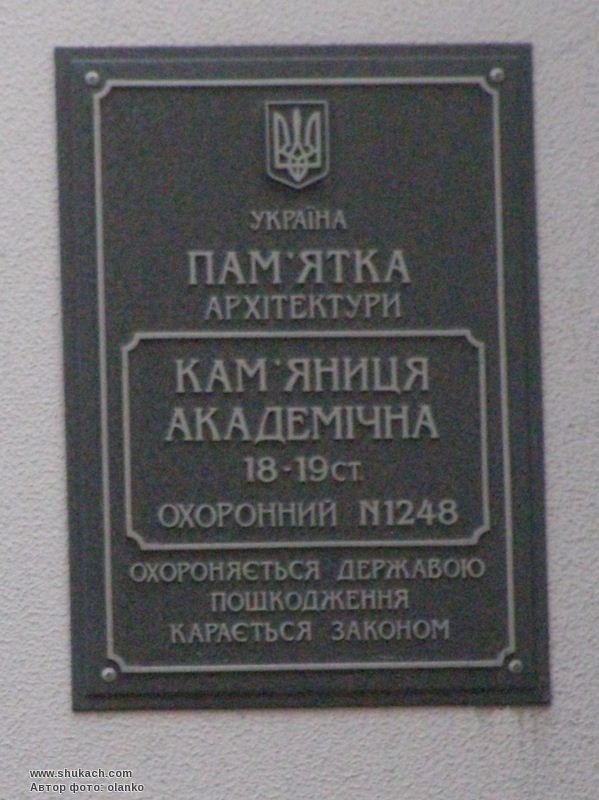 УКРАЇНА
ПАМ'ЯТКА
АРХІТЕКТУРИ
КАМ'ЯНИЦЯ
АКАДЕМІЧНА
18-19СТ.
ОХОРОННИЙ N1248
ОХОРОНЯЄТЬСЯ ДЕРЖАВОЮ
ПОШКОДЖЕННЯ
КАРАЄТЬСЯ ЗАКОНОМ
www.shukach.com
Автор фото: olanko